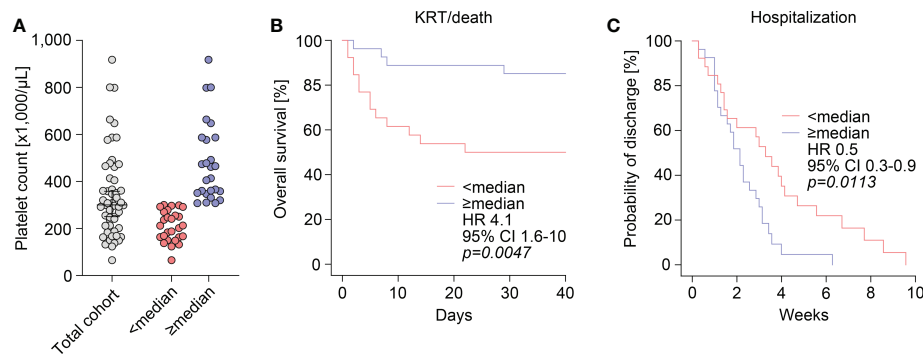 A
Platelet count [x1,000/μL]
1,000
800
600
400
200
0
Total cohort
<median
≥median
B
KRT/death
Overall survival [%]
100
85
60
20
0
<median
≥median
HR 4.1
95% CI 1.6-10
p=0.0047
0 10 20 30 40
Days
C
Hospitalization
Probability of discharge [%]
100
85
60
20
0
<median
≥median
HR 0.5
95% CI 0.3-0.9
p=0.0113
0 2 4 6 8 10
Weeks